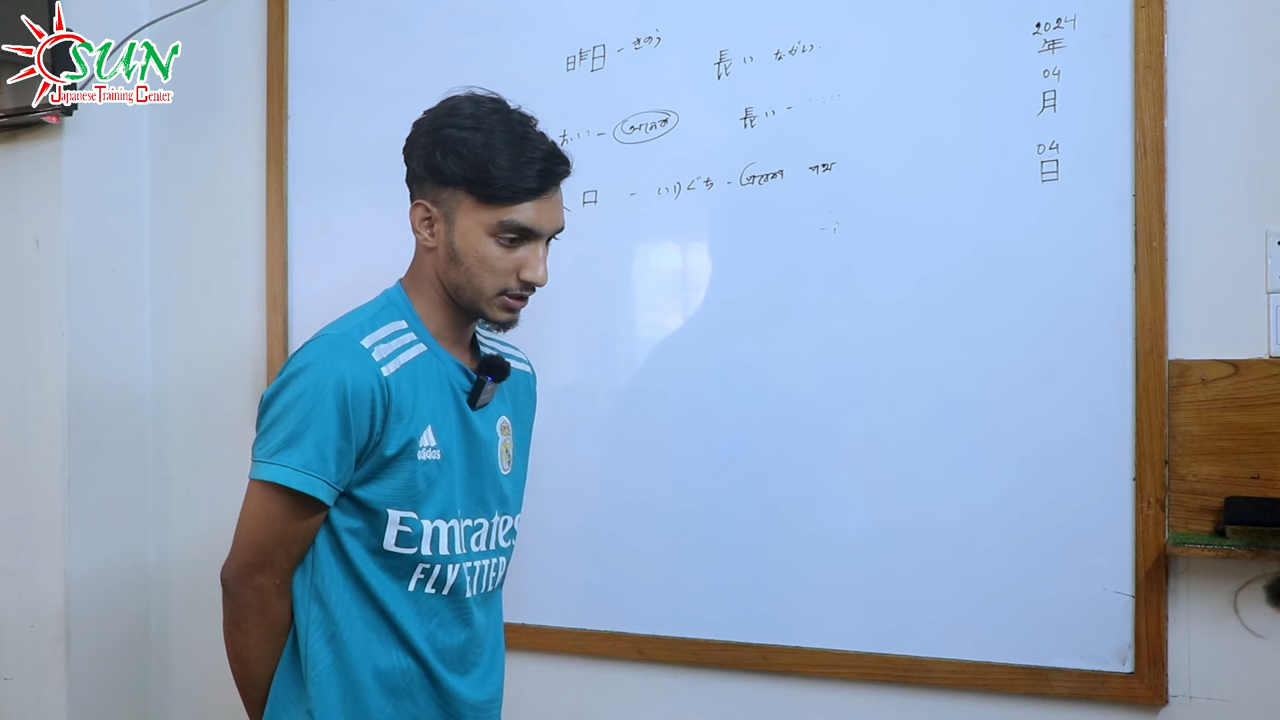 SUN
Japanese Training Center
昨日 - きのう
長い ながい
2024
年
04
月
04
日
おい - অনেক
長い -
口 - いりぐち - প্রবেশ পথ
adidas
Emirates
FLY BETTER